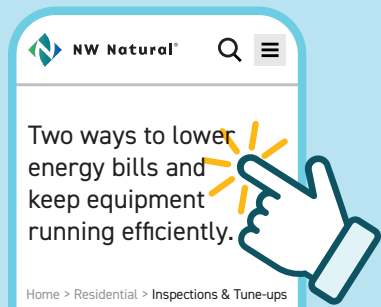 NW Natural®
Two ways to lower
energy bills and
keep equipment
running efficiently.
Home > Residential > Inspections & Tune-ups